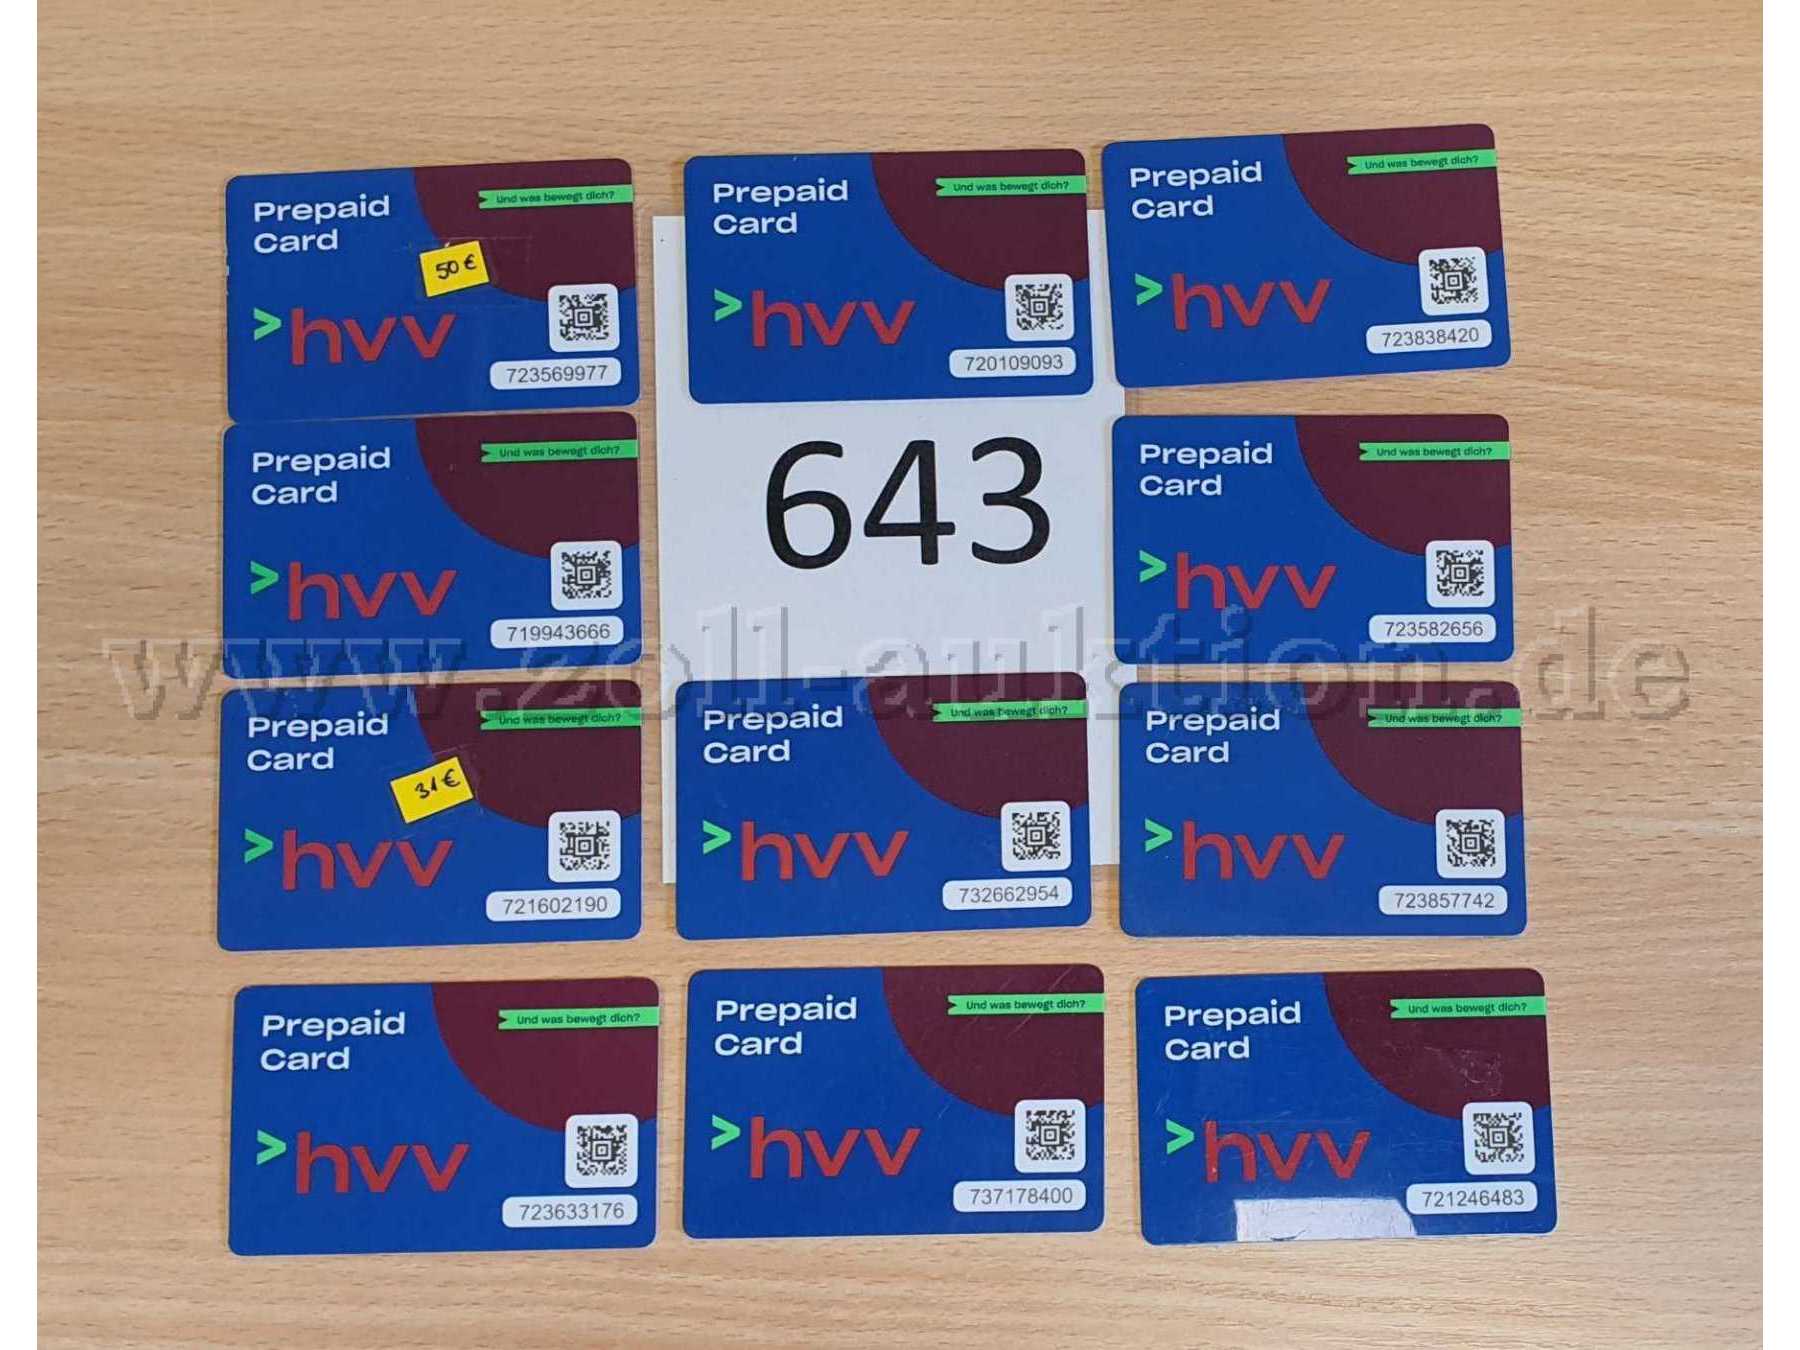 Prepaid
Card
Und was bewegt dich?
50 €
>hvv
723569977
Prepaid
Card
Und was bewegt dich?
>hvv
720109093
Prepaid
Card
Und was bewegt dich?
>hvv
723838420
Prepaid
Card
Und was bewegt dich?
>hvv
719943666
643
Prepaid
Card
Und was bewegt dich?
>hvv
723582656
www.zoll-auktion.de
Prepaid
Card
Und was bewegt dich?
31 €
>hvv
721602190
Prepaid
Card
Und was bewegt dich?
>hvv
732662954
Prepaid
Card
Und was bewegt dich?
>hvv
723857742
Prepaid
Card
Und was bewegt dich?
>hvv
723633176
Prepaid
Card
Und was bewegt dich?
>hvv
737178400
Prepaid
Card
Und was bewegt dich?
>hvv
721246483